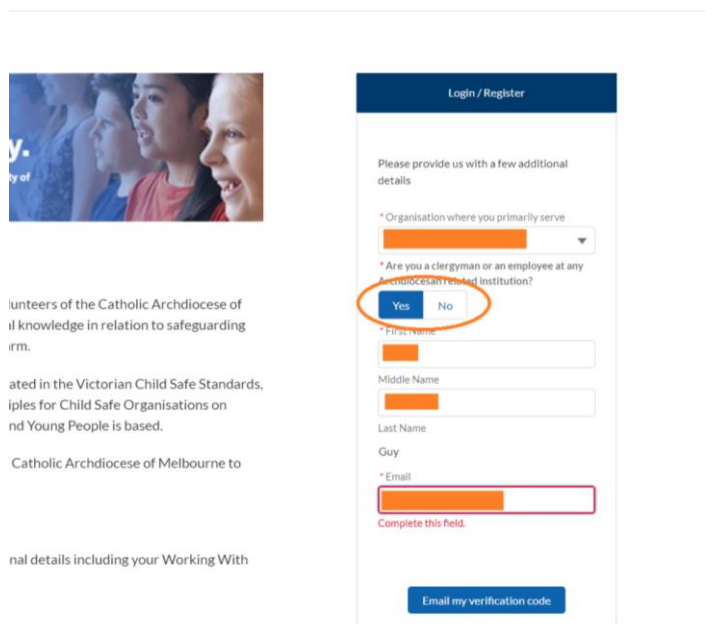 y.
ty of
lunteers of the Catholic Archdiocese of
al knowledge in relation to safeguarding
arm.
ated in the Victorian Child Safe Standards,
iples for Child Safe Organisations on
nd Young People is based.
Catholic Archdiocese of Melbourne to
nal details including your Working With
Login / Register
Please provide us with a few additional
details
* Organisation where you primarily serve
* Are you a clergyman or an employee at any
Archdiocesan related institution?
Yes No
* First Name
Middle Name
Last Name
Guy
* Email
Complete this field.
Email my verification code